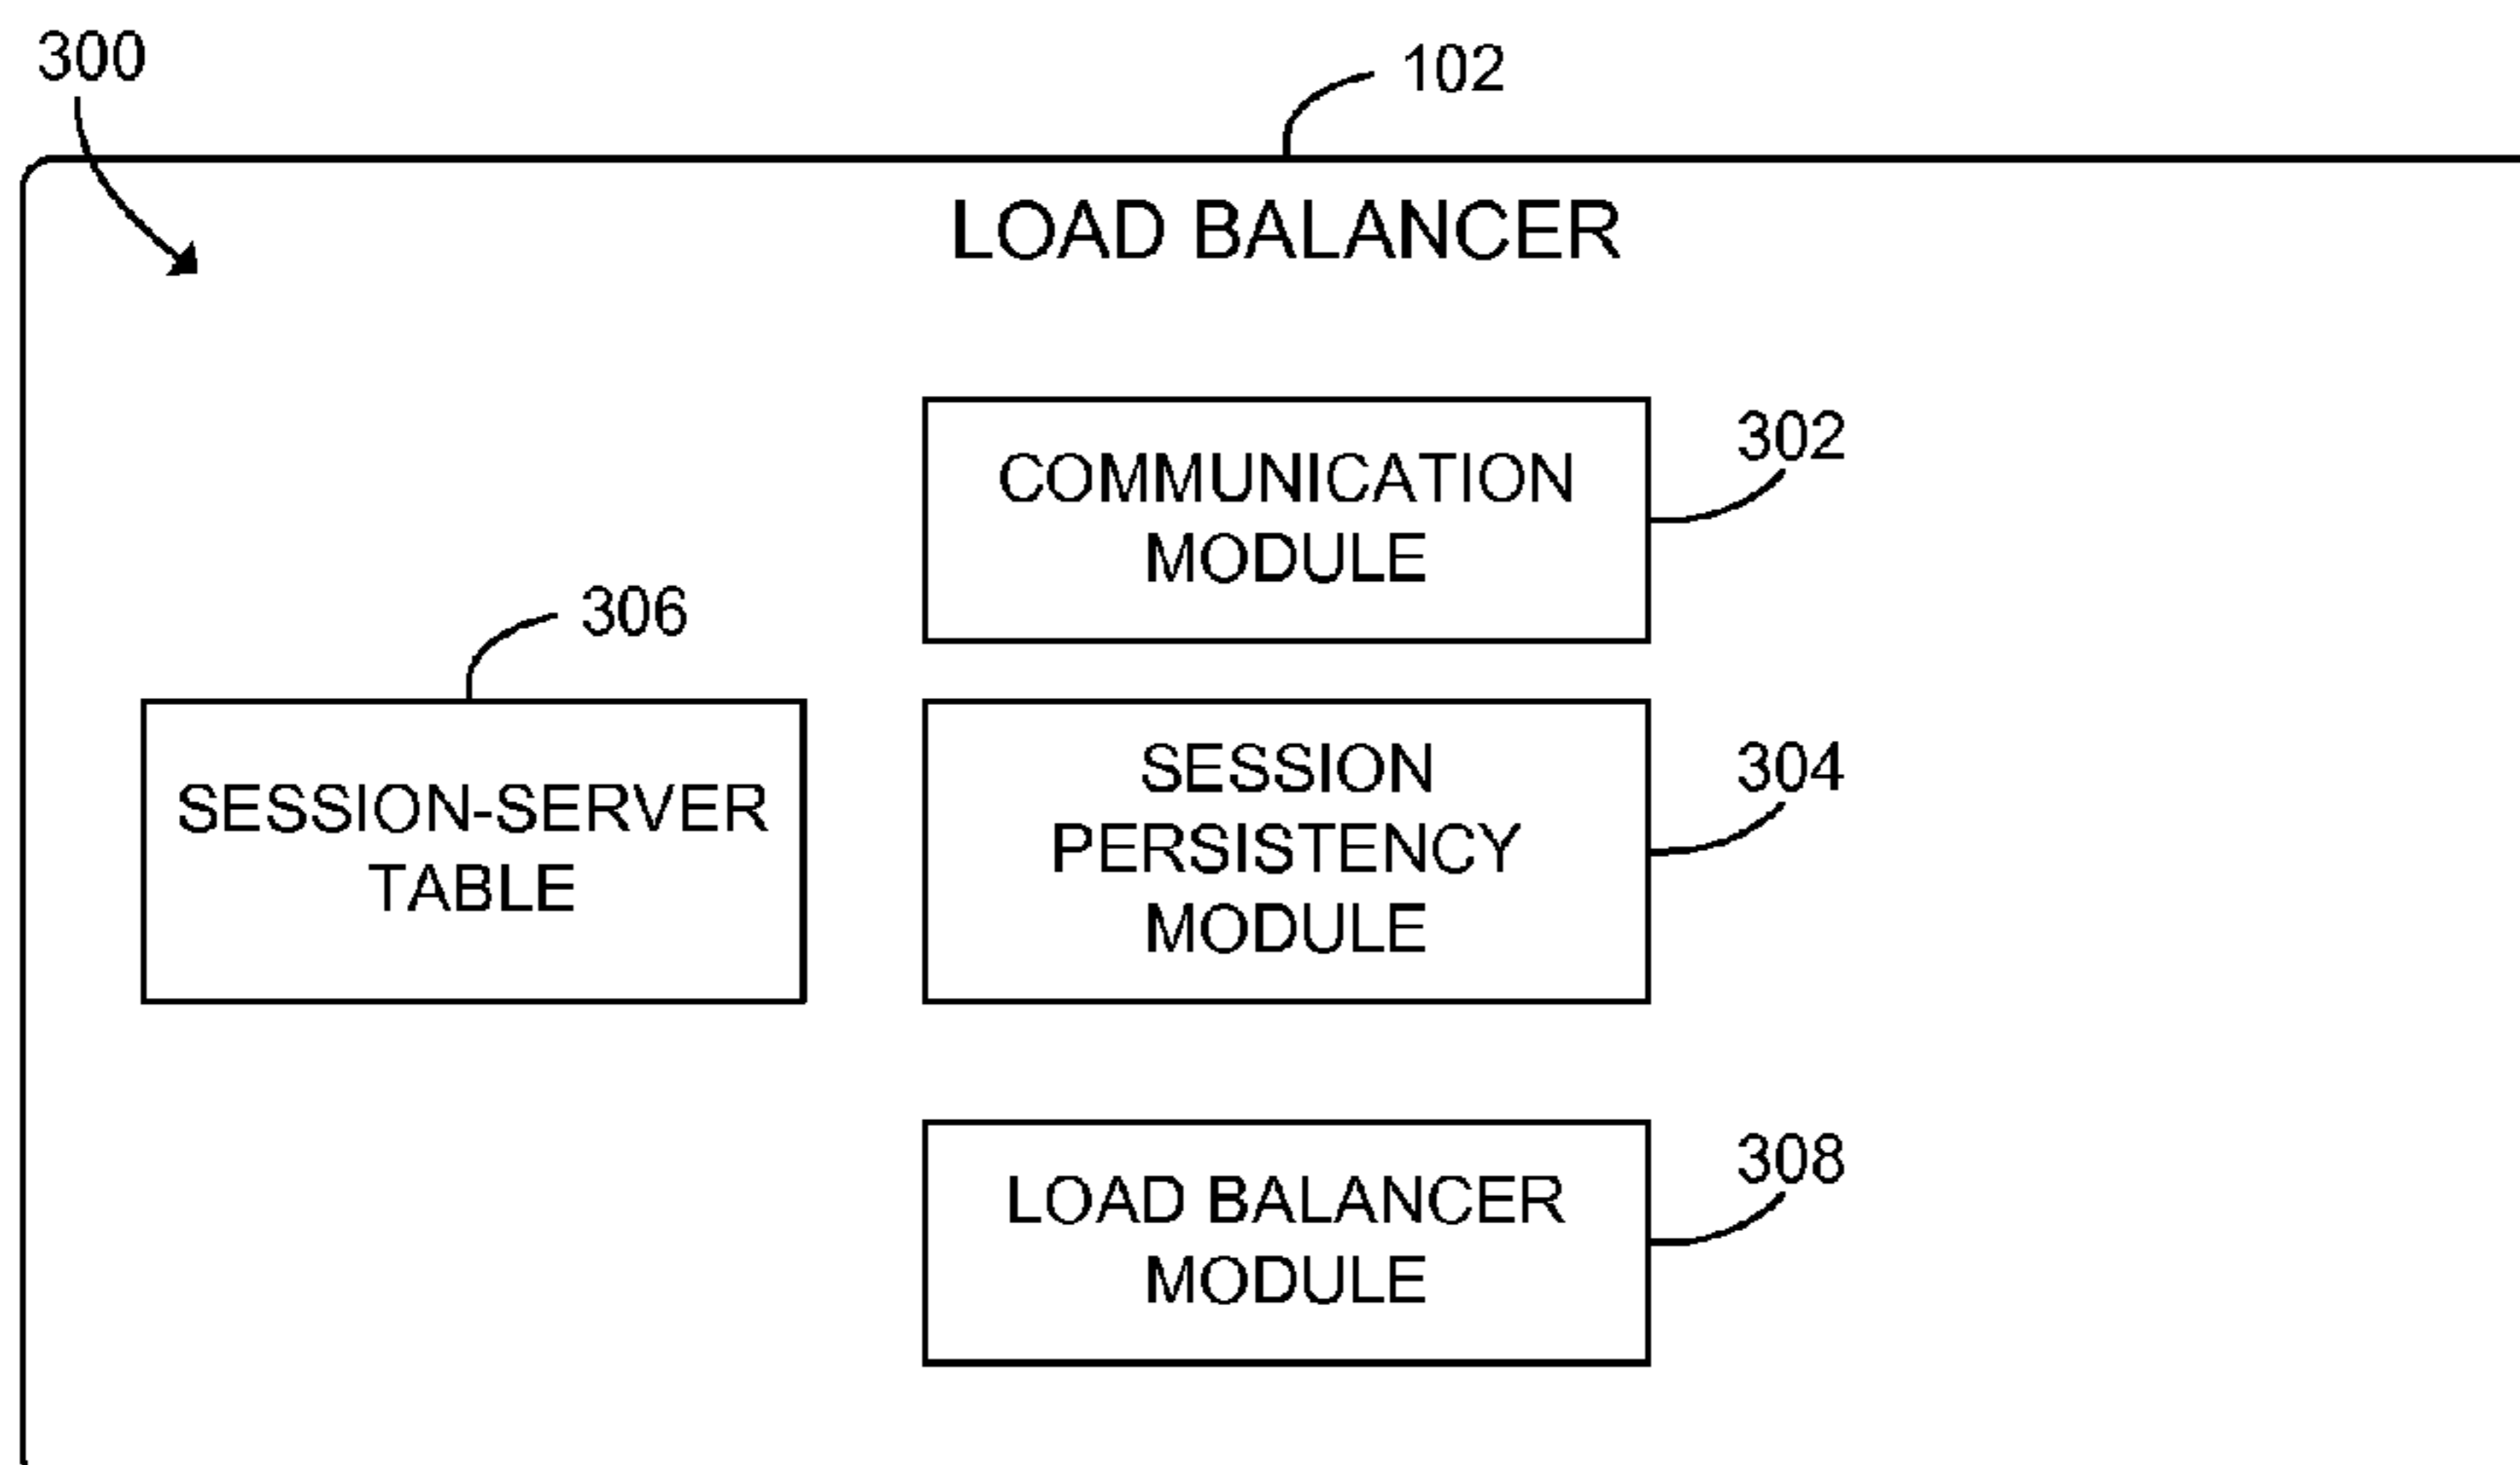 300
102
LOAD BALANCER
COMMUNICATION
MODULE
302
306
SESSION-SERVER
TABLE
SESSION
PERSISTENCY
MODULE
304
LOAD BALANCER
MODULE
308